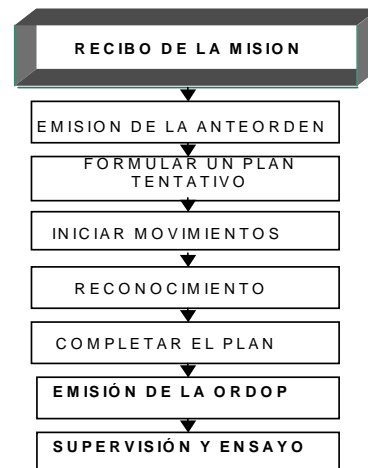 RECIBO DE LA MISION
EMISION DE LA ANTEORDEN
FORMULAR UN PLAN
TENTATIVO
INICIAR MOVIMIENTOS
RECONOCIMIENTO
COMPLETAR EL PLAN
EMISIÓN DE LA ORDOP
SUPERVISIÓN Y ENSAYO